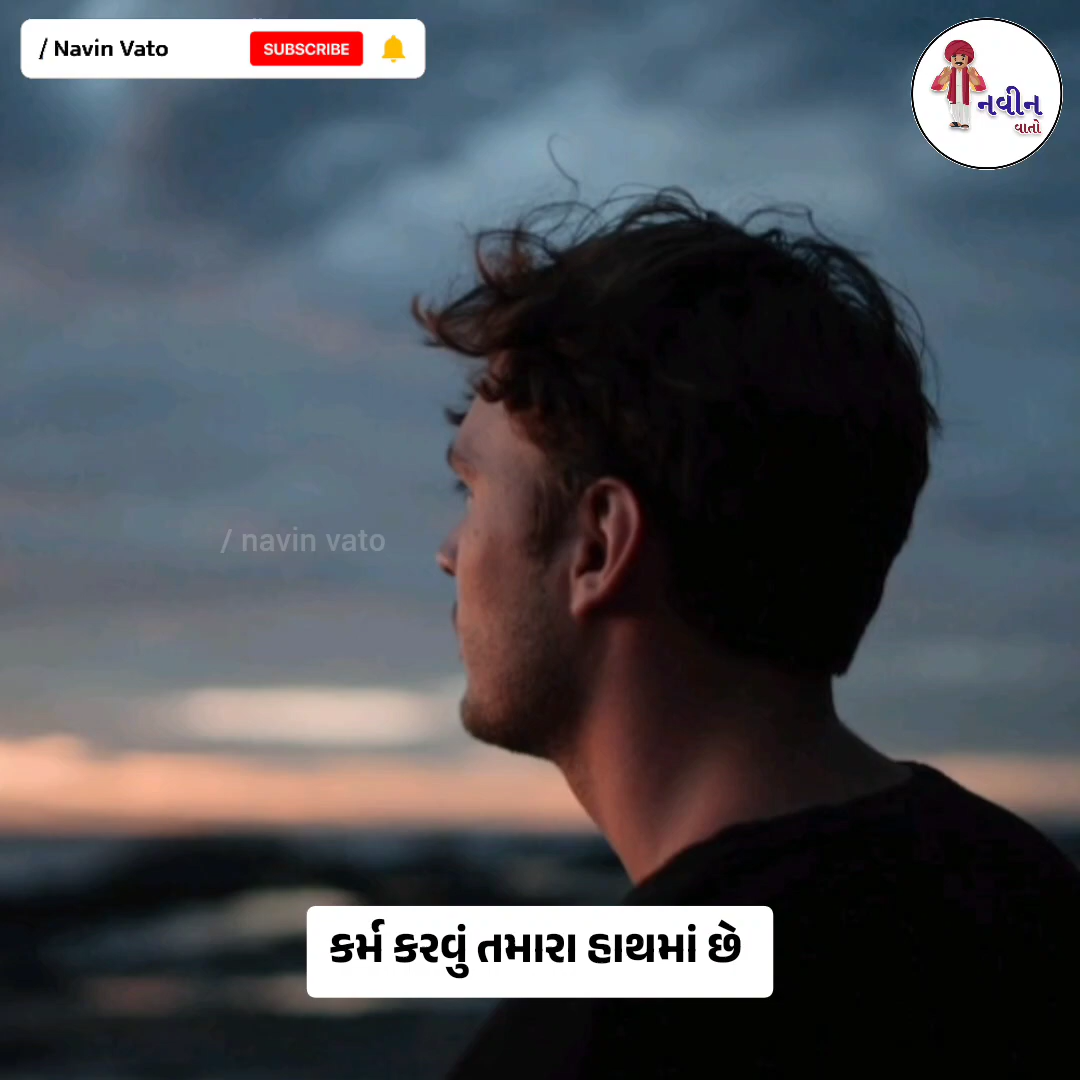 / Navin Vato
SUBSCRIBE
નવીન
વાતો
/ navin vato
કર્મ કરવું તમારા હાથમાં છે